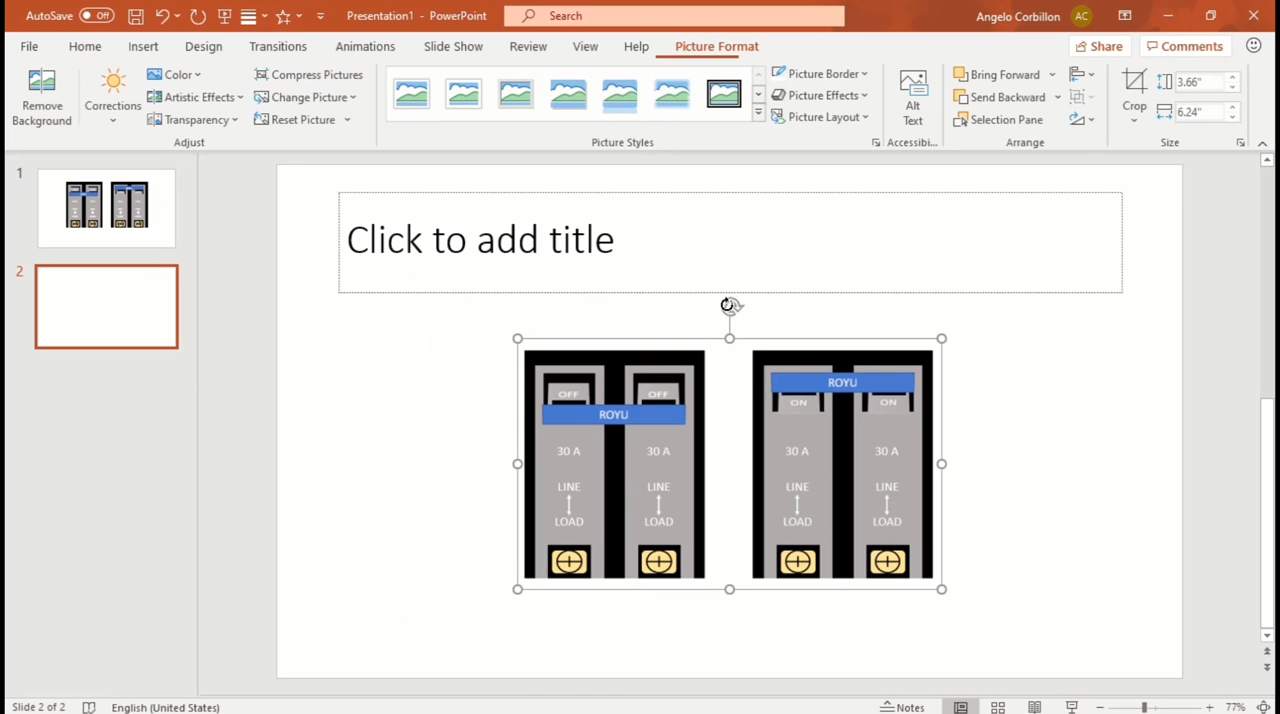 AutoSave Off Presentation1 - PowerPoint Search Angelo Corbillon AC
File Home Insert Design Transitions Animations Slide Show Review View Help Picture Format Share Comments
Remove Background
Corrections
Color
Artistic Effects
Transparency
Compress Pictures
Change Picture
Reset Picture
Adjust
Picture Styles
Picture Border
Picture Effects
Picture Layout
Alt Text
Accessibi...
Bring Forward
Send Backward
Selection Pane
Arrange
Crop
3.66"
6.24"
Size
1
2
Click to add title
OFF OFF
ROYU
30 A 30 A
LINE LINE
LOAD LOAD
ROYU
ON ON
30 A 30 A
LINE LINE
LOAD LOAD
Slide 2 of 2 English (United States) Notes 77%